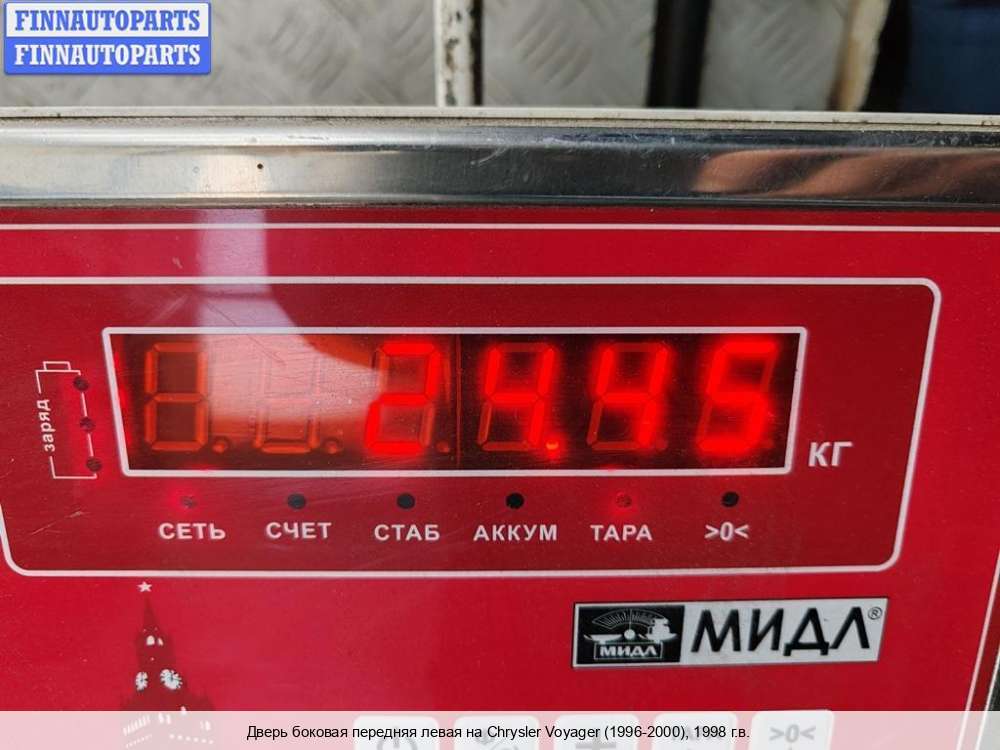 FINNAUTOPARTS
FINNAUTOPARTS
заряд
24.45
КГ
СЕТЬ СЧЕТ СТАБ АККУМ ТАРА >0<
МИДЛ МИДЛ®
>0<
Дверь боковая передняя левая на Chrysler Voyager (1996-2000), 1998 г.в.